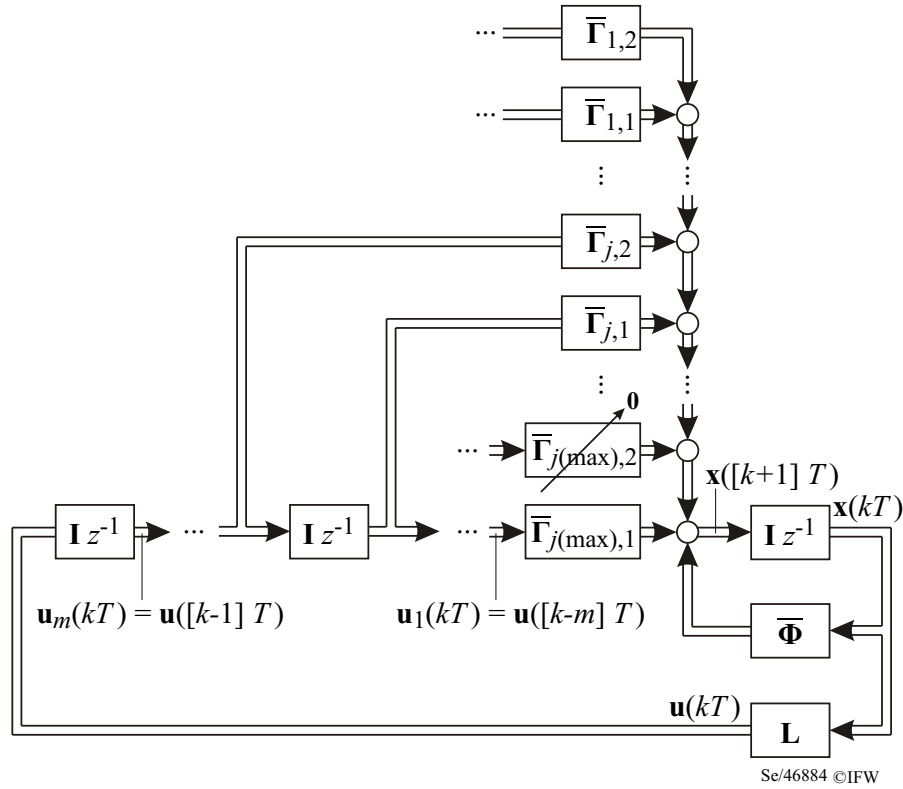 ... Γ̅1,2
... Γ̅1,1
⋮ ⋮
Γ̅j,2
Γ̅j,1
⋮ ⋮
0
... Γ̅j(max),2
x([k+1] T)
x(kT)
I z-1 ... I z-1 ... Γ̅j(max),1 I z-1
um(kT) = u([k-1] T) u1(kT) = u([k-m] T)
Φ̅
u(kT)
L
Se/46884 ©IFW